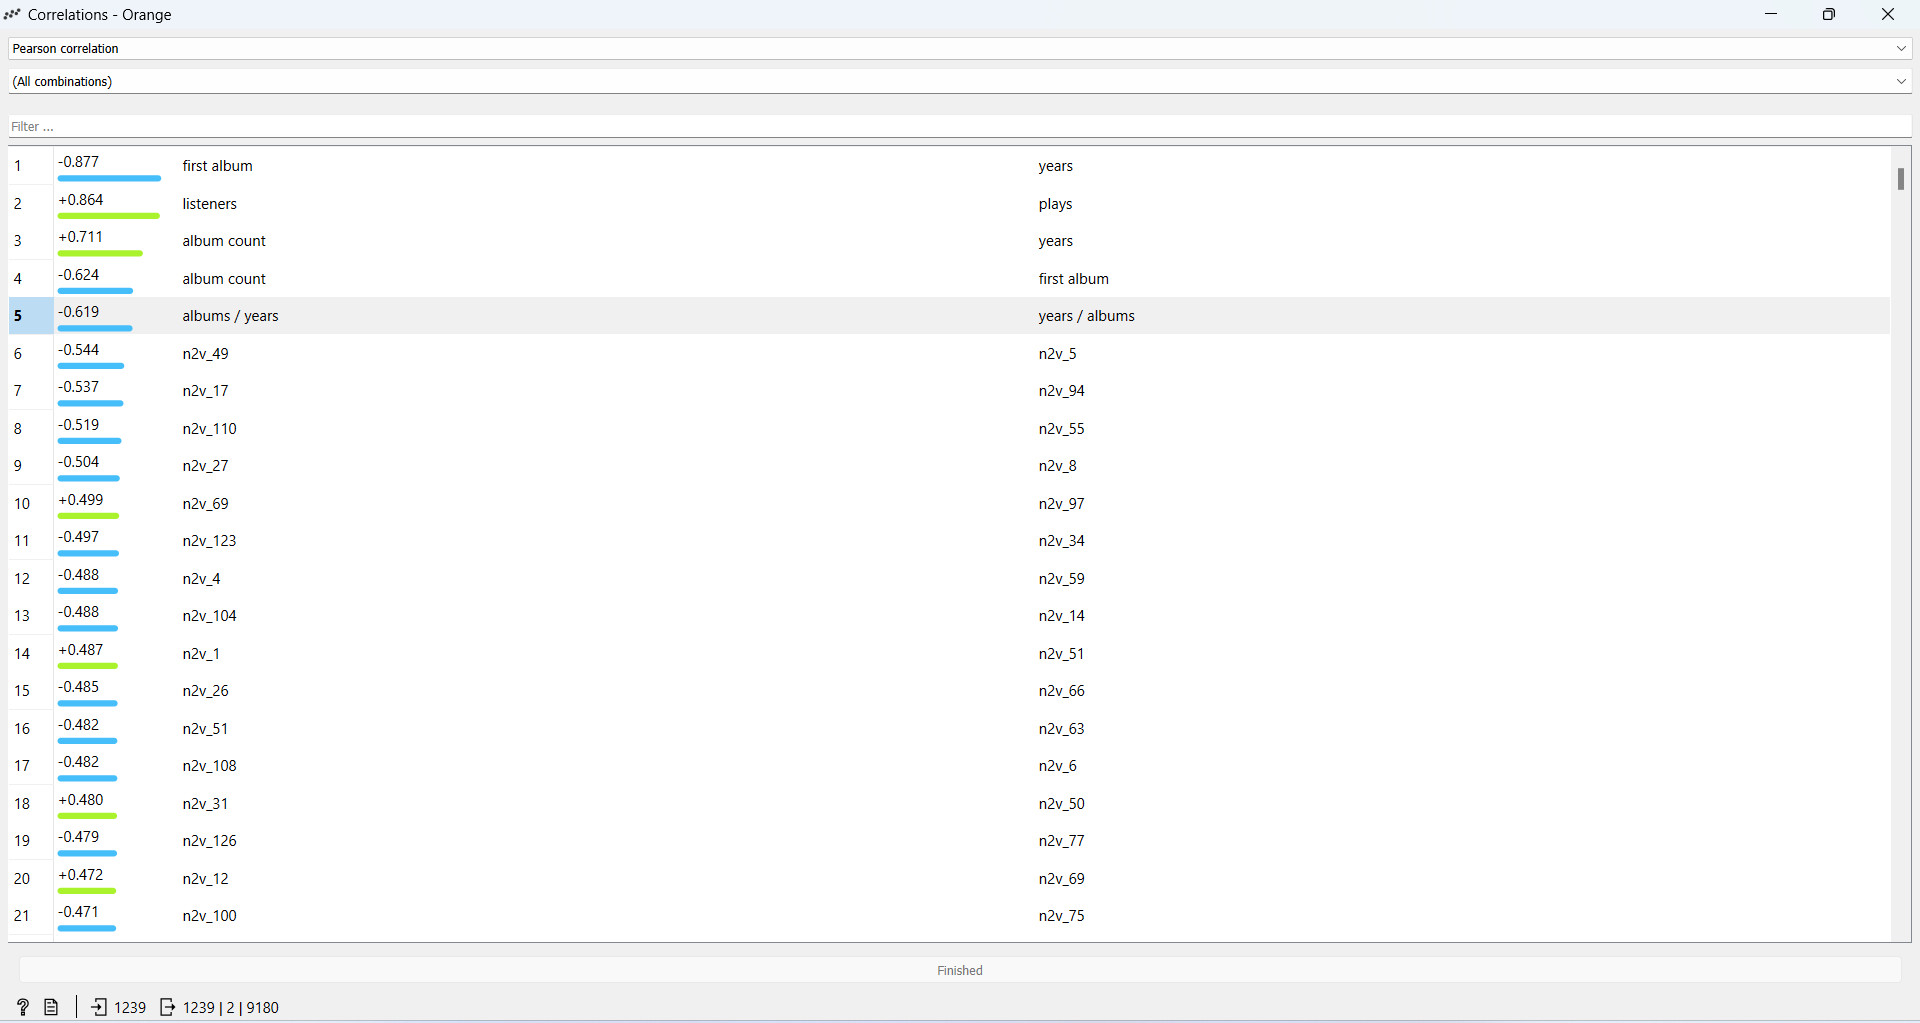 Correlations - Orange
Pearson correlation
(All combinations)
Filter ...
1 -0.877 first album years
2 +0.864 listeners plays
3 +0.711 album count years
4 -0.624 album count first album
5 -0.619 albums / years years / albums
6 -0.544 n2v_49 n2v_5
7 -0.537 n2v_17 n2v_94
8 -0.519 n2v_110 n2v_55
9 -0.504 n2v_27 n2v_8
10 +0.499 n2v_69 n2v_97
11 -0.497 n2v_123 n2v_34
12 -0.488 n2v_4 n2v_59
13 -0.488 n2v_104 n2v_14
14 +0.487 n2v_1 n2v_51
15 -0.485 n2v_26 n2v_66
16 -0.482 n2v_51 n2v_63
17 -0.482 n2v_108 n2v_6
18 +0.480 n2v_31 n2v_50
19 -0.479 n2v_126 n2v_77
20 +0.472 n2v_12 n2v_69
21 -0.471 n2v_100 n2v_75
Finished
? 1239 1239 | 2 | 9180